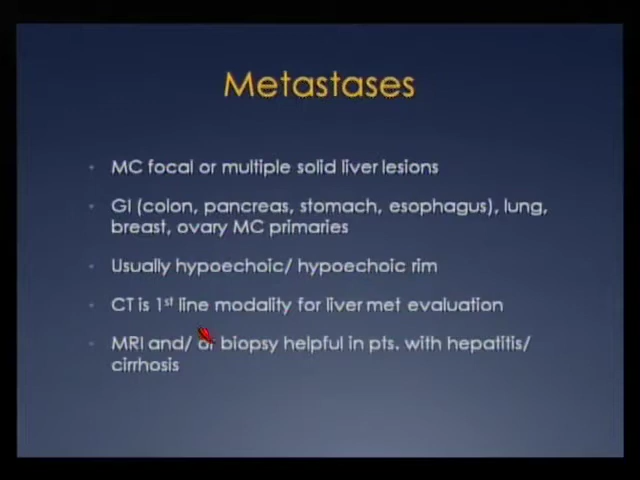 Metastases
MC focal or multiple solid liver lesions
GI (colon, pancreas, stomach, esophagus), lung,
breast, ovary MC primaries
Usually hypoechoic/ hypoechoic rim
CT is 1st line modality for liver met evaluation
MRI and/ or biopsy helpful in pts. with hepatitis/
cirrhosis